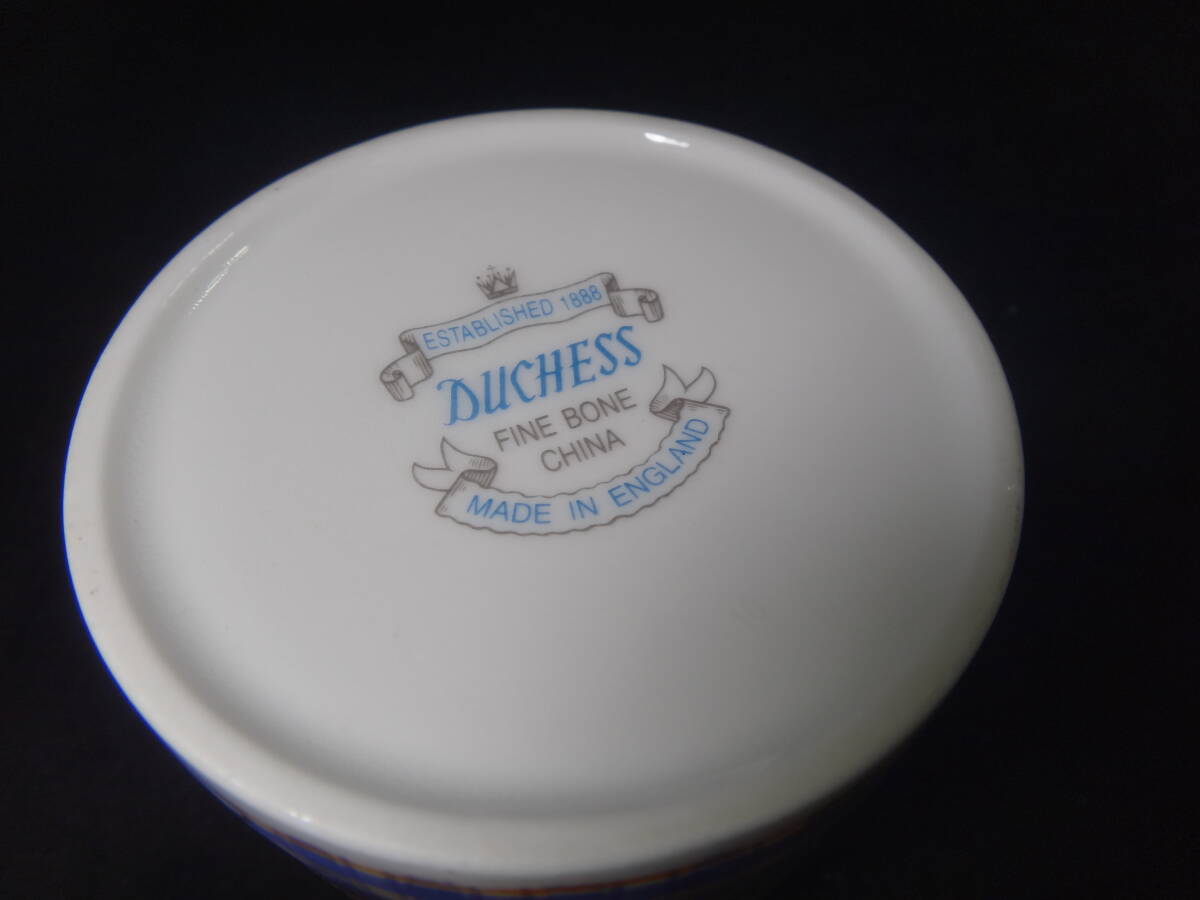 ESTABLISHED 1888
DUCHESS
FINE BONE
CHINA
MADE IN ENGLAND